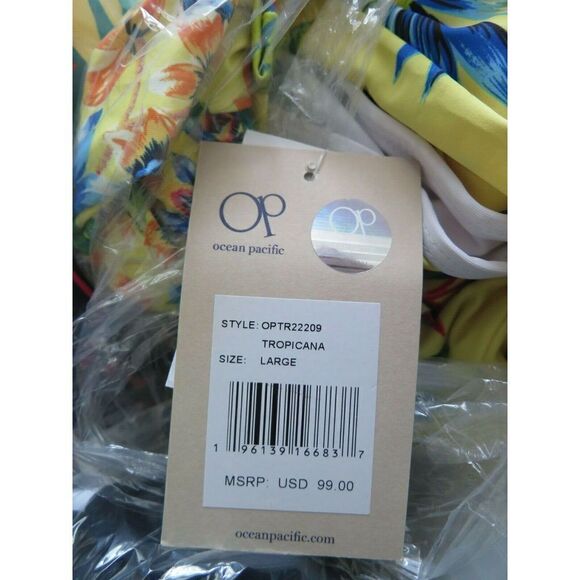 OP
ocean pacific
OP
STYLE: OPTR22209
TROPICANA
SIZE: LARGE
1 96139 16683 7
MSRP: USD 99.00
oceanpacific.com